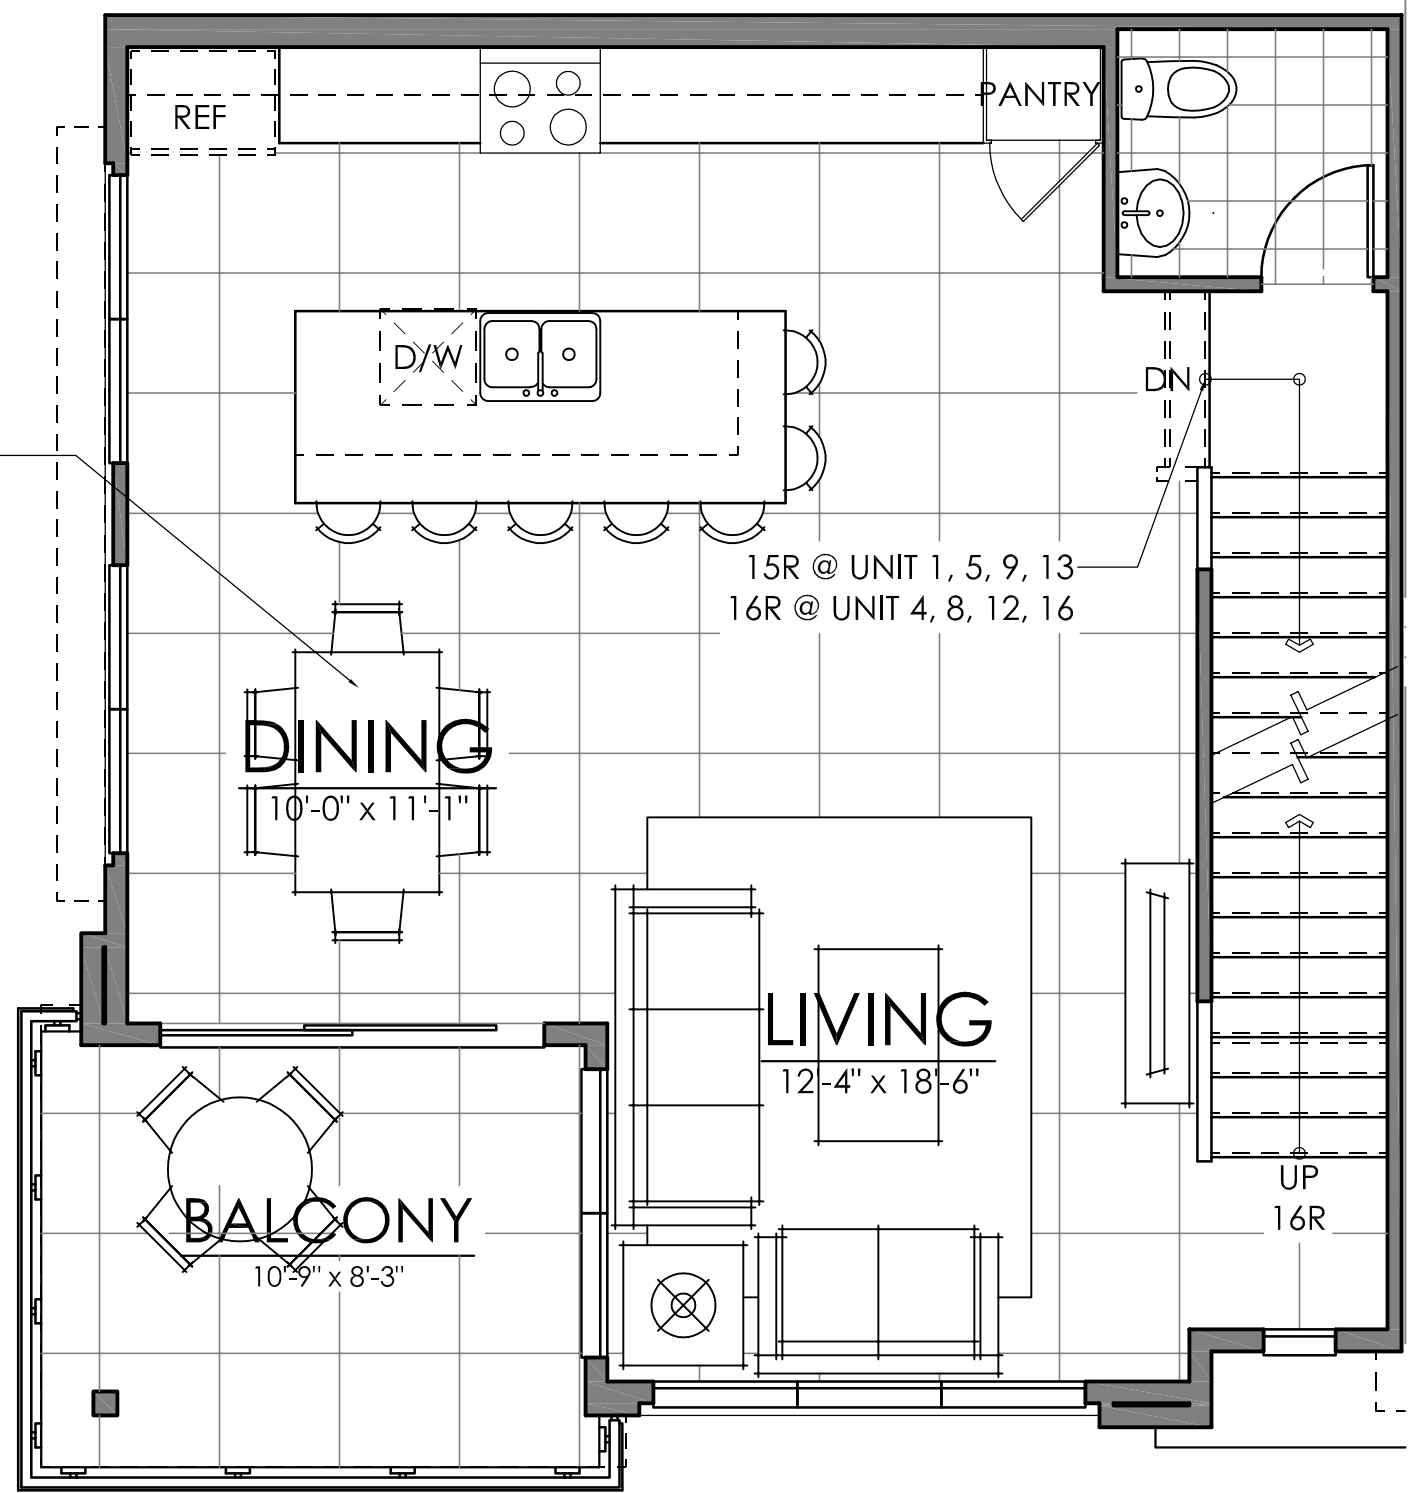 REF
PANTRY
D/W
DN
15R @ UNIT 1, 5, 9, 13
16R @ UNIT 4, 8, 12, 16
DINING
10'-0" x 11'-1"
LIVING
12'-4" x 18'-6"
UP
16R
BALCONY
10'-9" x 8'-3"